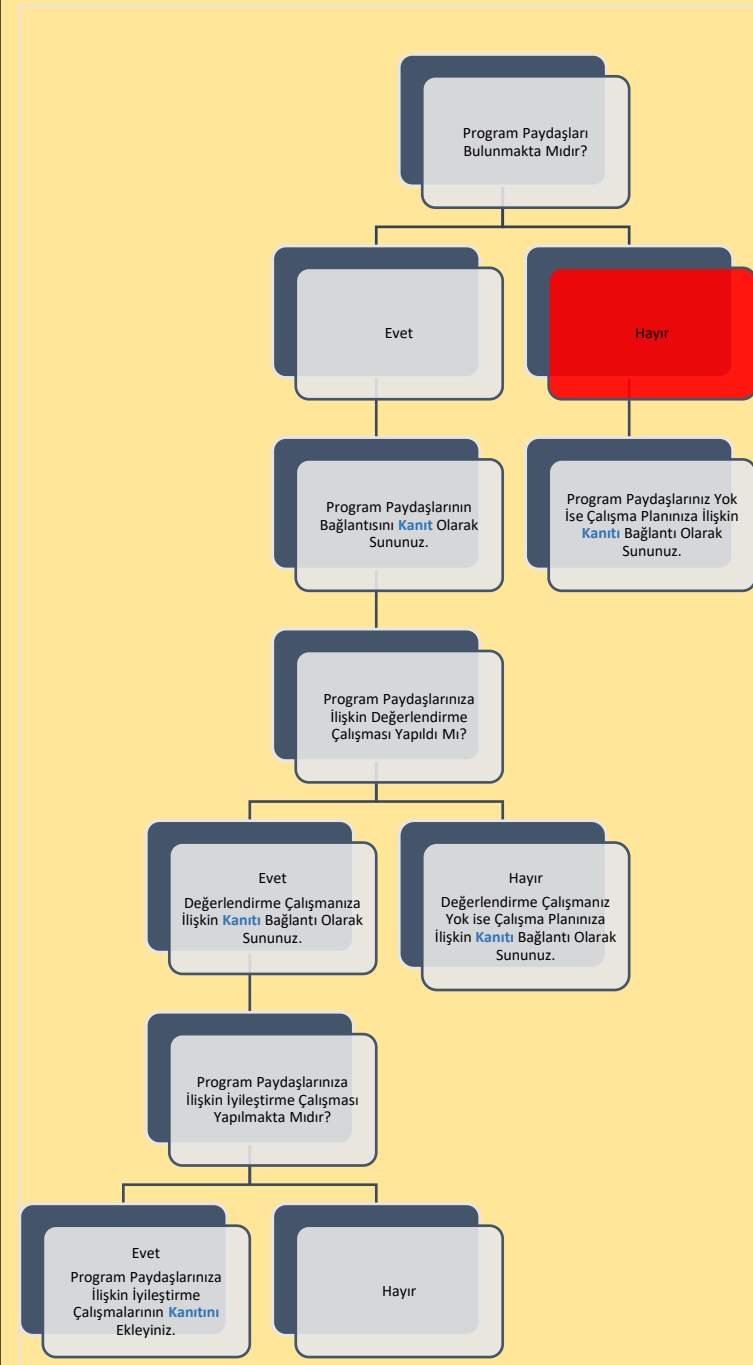 Program Paydaşları
Bulunmakta Mıdır?
Evet
Hayır
Program Paydaşlarının
Bağlantısını Kanıt Olarak
Sununuz.
Program Paydaşlarınız Yok
İse Çalışma Planınıza İlişkin
Kanıtı Bağlantı Olarak
Sununuz.
Program Paydaşlarınıza
İlişkin Değerlendirme
Çalışması Yapıldı Mı?
Evet
Değerlendirme Çalışmanıza
İlişkin Kanıtı Bağlantı Olarak
Sununuz.
Hayır
Değerlendirme Çalışmanız
Yok ise Çalışma Planınıza
İlişkin Kanıtı Bağlantı Olarak
Sununuz.
Program Paydaşlarınıza
İlişkin İyileştirme Çalışması
Yapılmakta Mıdır?
Evet
Program Paydaşlarınıza
İlişkin İyileştirme
Çalışmalarının Kanıtını
Ekleyiniz.
Hayır